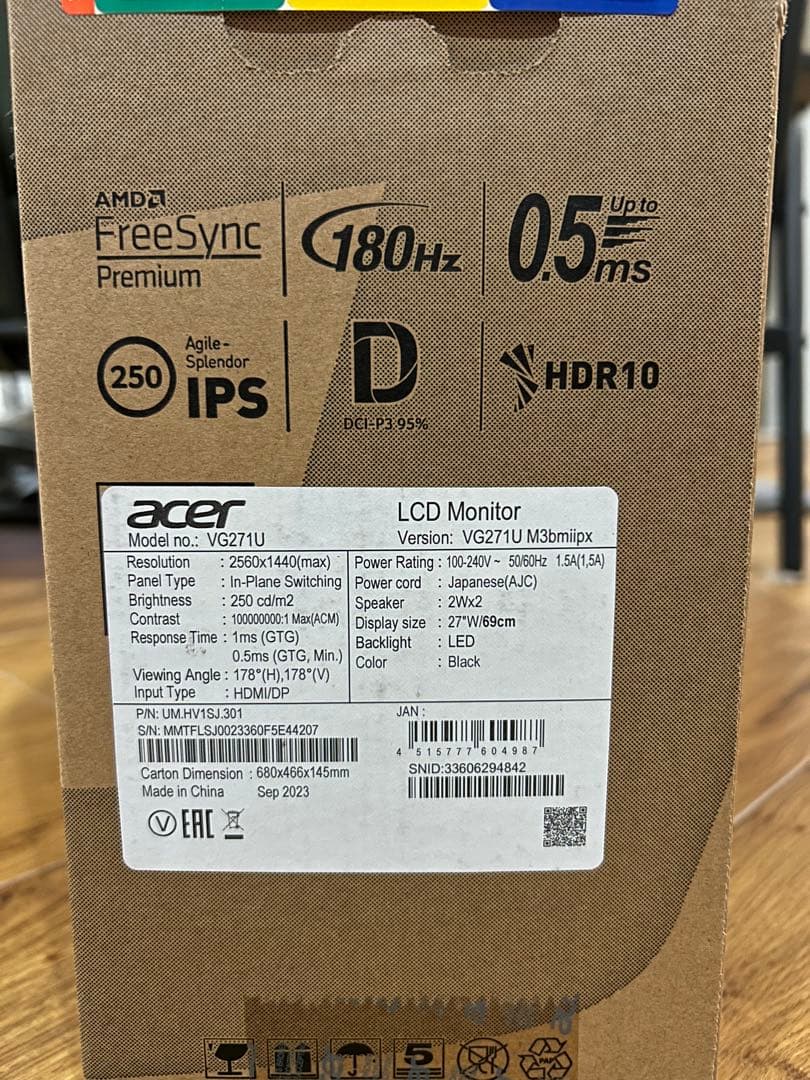 AMD
FreeSync
Premium
180Hz
Up to
0.5ms
250
Agile-
Splendor
IPS
D
DCI-P3 95%
HDR10
acer
LCD Monitor
Model no.: VG271U
Version: VG271U M3bmiipx
Resolution : 2560x1440(max)
Panel Type : In-Plane Switching
Brightness : 250 cd/m2
Contrast : 100000000:1 Max(ACM)
Response Time : 1ms (GTG)
0.5ms (GTG, Min.)
Viewing Angle : 178°(H),178°(V)
Input Type : HDMI/DP
Power Rating : 100-240V ~ 50/60Hz 1.5A(1,5A)
Power cord : Japanese(AJC)
Speaker : 2Wx2
Display size : 27"W/69cm
Backlight : LED
Color : Black
P/N: UM.HV1SJ.301
S/N: MMTFLSJ0023360F5E44207
Carton Dimension : 680x466x145mm
Made in China Sep 2023
V EAC
JAN :
4 515777 604987
SNID:33606294842
5
PAP